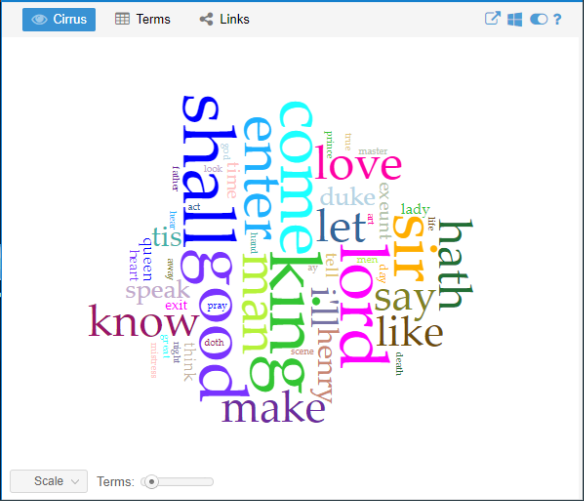 Cirrus Terms Links ?
shall
come
enter
prince
true
master
love
god
look
time
father
act
duke
exeunt
lady
life
let
art
sir
hath
hear
tis
hand
queen
heart
away
good
man
king
ay
tell
lord
men
day
say
speak
exit
pray
i'll
know
like
doth
scene
henry
great
night
think
mistress
death
make
Scale Terms: